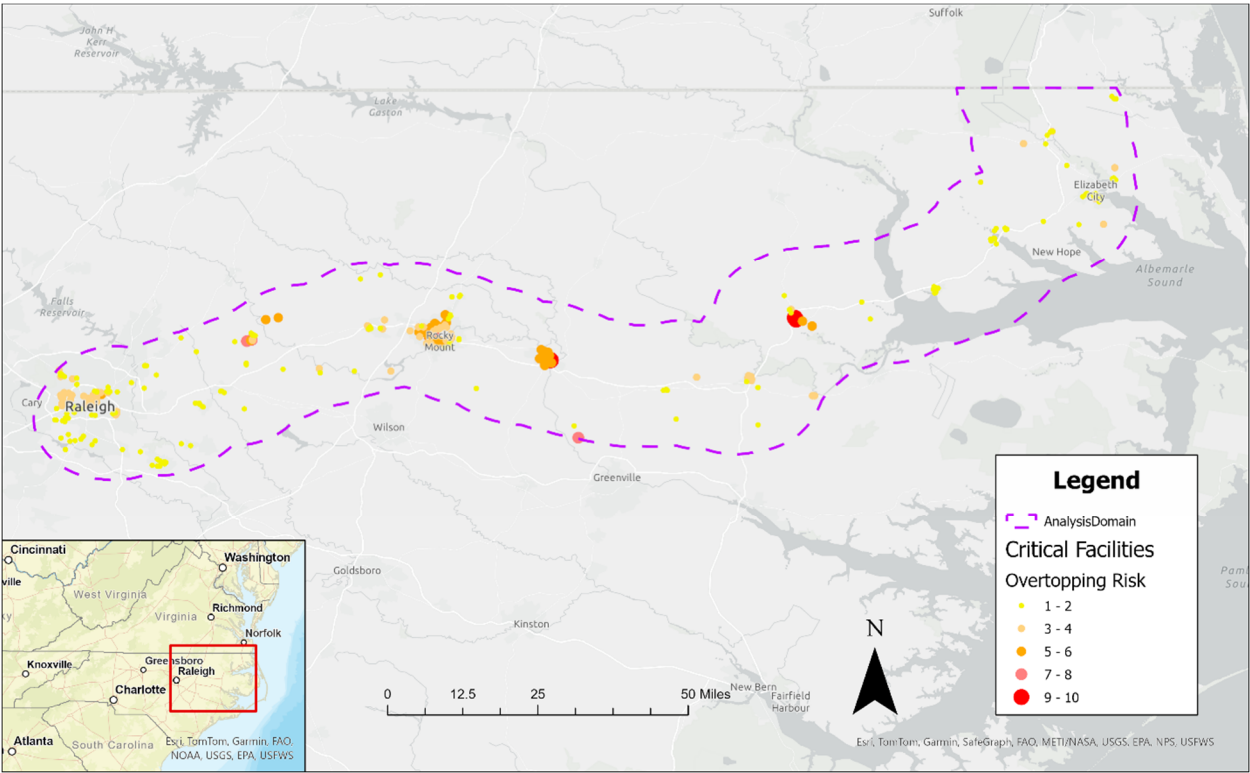 Suffolk
John H
Kerr
Reservoir
Lake
Gaston
Elizabeth
City
New Hope
Albemarle
Sound
Falls
Reservoir
Rocky
Mount
Cary
Raleigh
Wilson
Greenville
Goldsboro
Kinston
New Bern
Fairfield
Harbour
Legend
AnalysisDomain
Critical Facilities
Overtopping Risk
1 - 2
3 - 4
5 - 6
7 - 8
9 - 10
N
0 12.5 25 50 Miles
Esri, TomTom, Garmin, SafeGraph, FAO, METI/NASA, USGS, EPA, NPS, USFWS
Cincinnati
Washington
ville
West Virginia
Richmond
Virginia
ky
Norfolk
Knoxville
Greensboro
Raleigh
Charlotte
Atlanta
South Carolina
Esri, TomTom, Garmin, FAO,
NOAA, USGS, EPA, USFWS